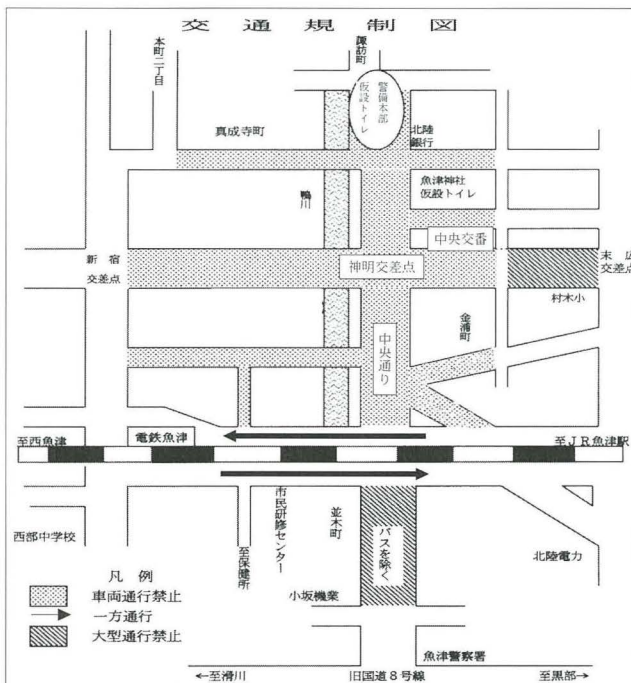 交通規制図
本町二丁目
諏訪町
警備本部
仮設トイレ
真成寺町
北陸
銀行
鴨川
魚津神社
仮設トイレ
中央交番
新宿
交差点
神明交差点
末広
交差点
村木小
金浦町
中央通り
至西魚津
電鉄魚津
至JR魚津駅
西部中学校
至保健所
市民研修センター
並木町
バスを除く
北陸電力
小坂機業
凡例
車両通行禁止
一方通行
大型通行禁止
魚津警察署
←至滑川
旧国道8号線
至黒部→